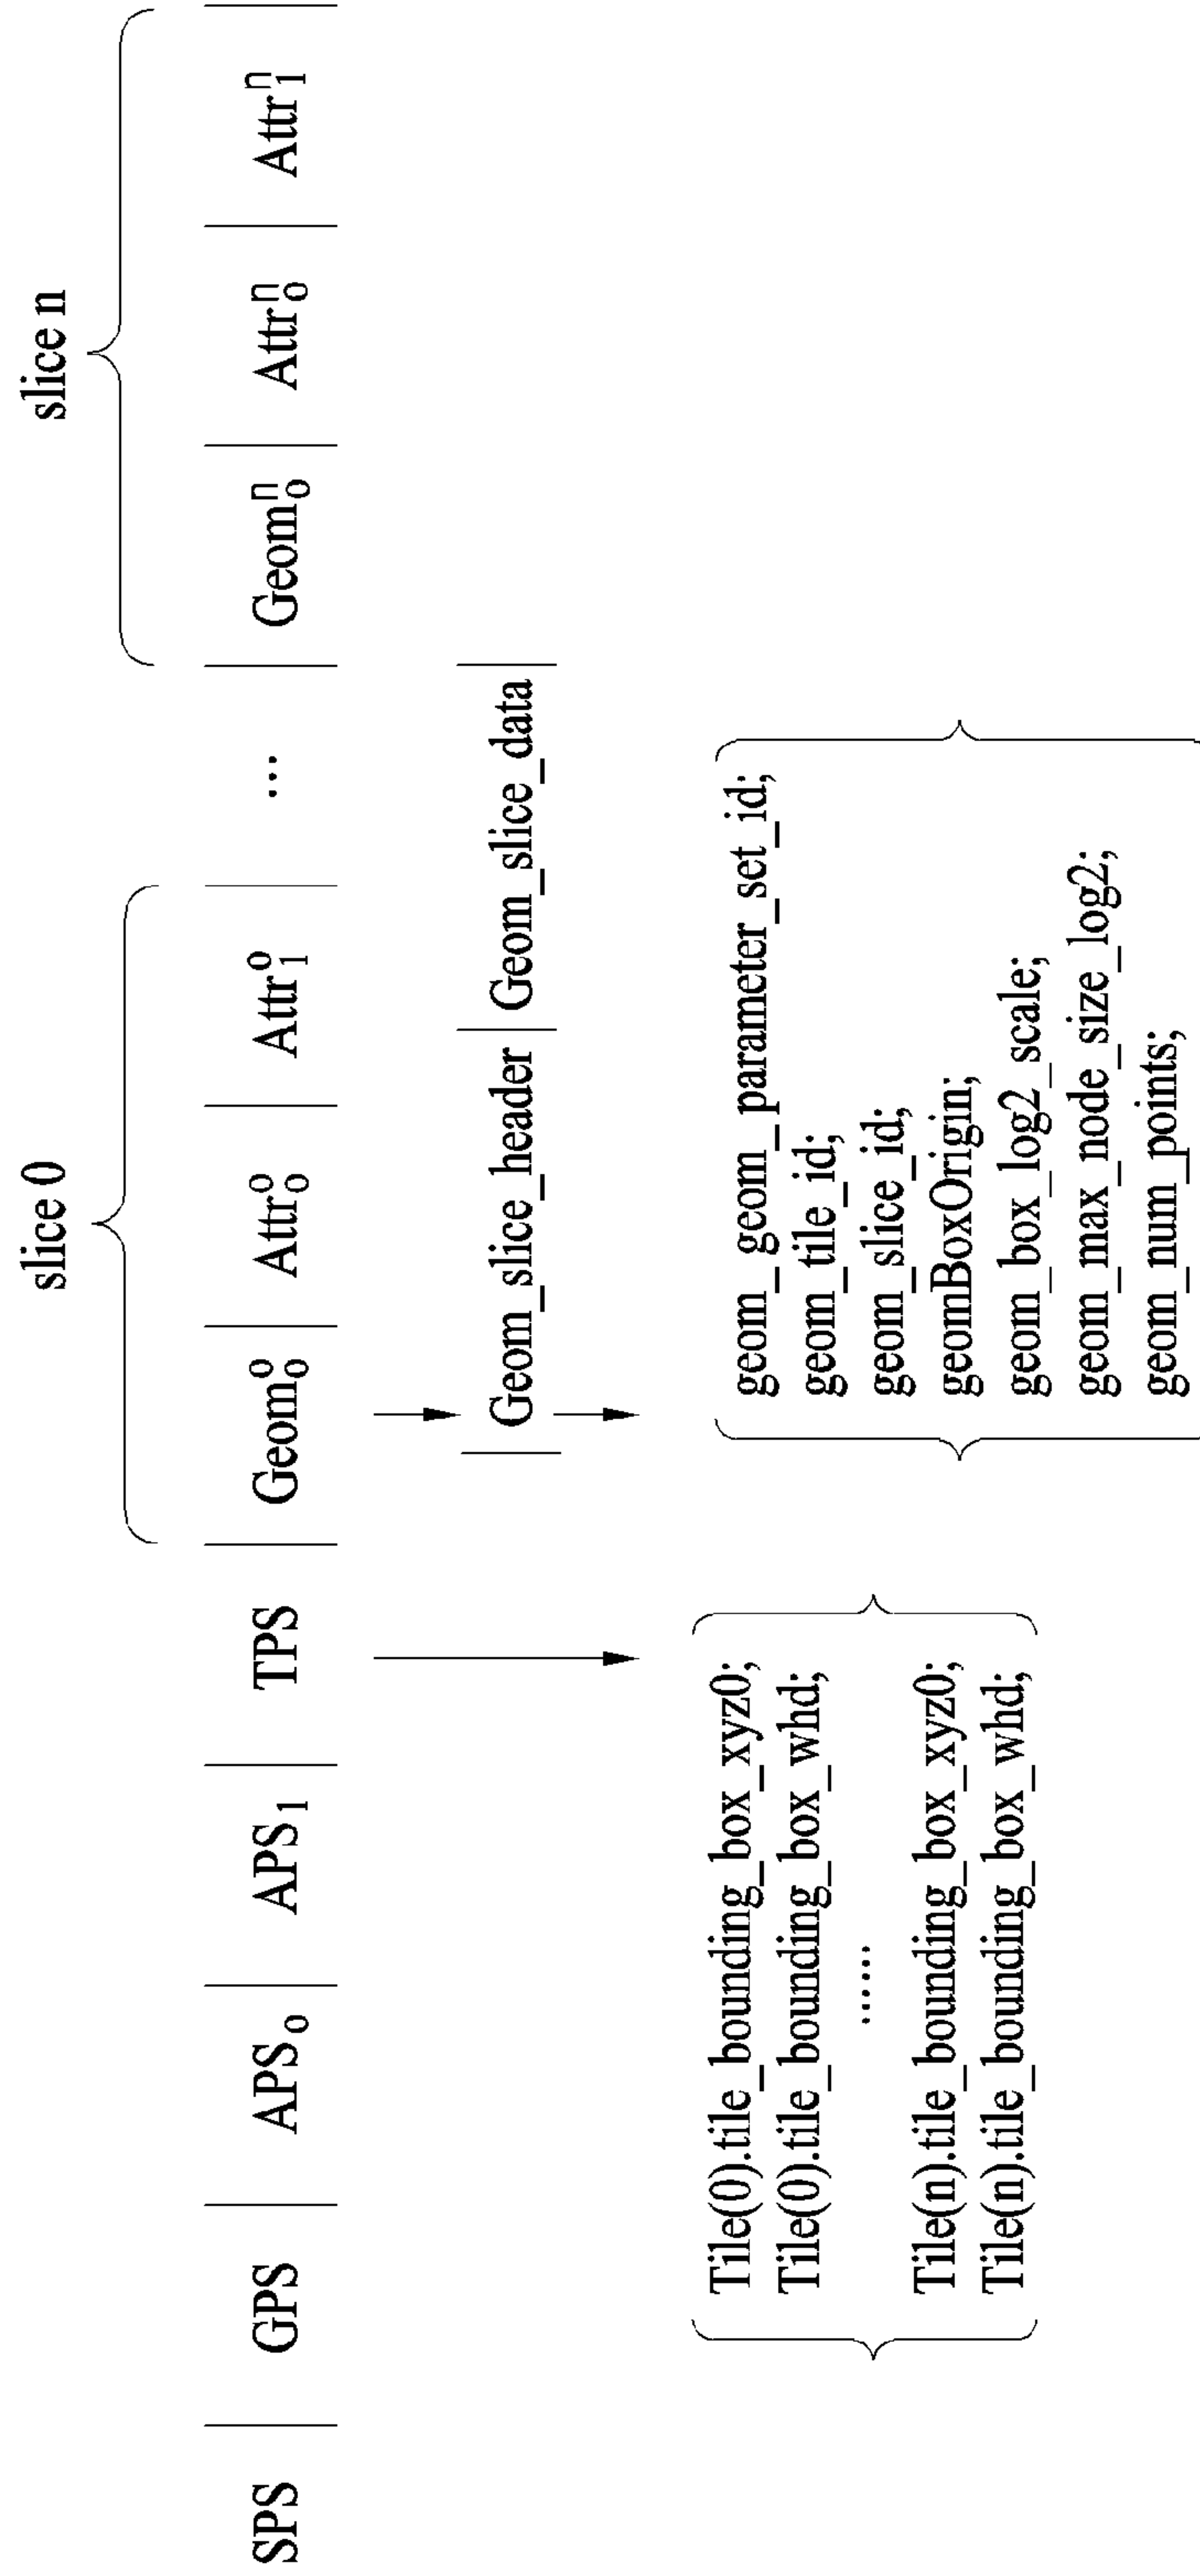 slice 0 slice n
SPS | GPS | APS₀ | APS₁ | TPS | Geom₀⁰ | Attr₀⁰ | Attr₁⁰ | ... | Geom₀ⁿ | Attr₀ⁿ | Attr₁ⁿ
| Geom_slice_header | Geom_slice_data |
Tile(0).tile_bounding_box_xyz0;
Tile(0).tile_bounding_box_whd;
......
Tile(n).tile_bounding_box_xyz0;
Tile(n).tile_bounding_box_whd;
geom_geom_parameter_set_id;
geom_tile_id;
geom_slice_id;
geomBoxOrigin;
geom_box_log2_scale;
geom_max_node_size_log2;
geom_num_points;